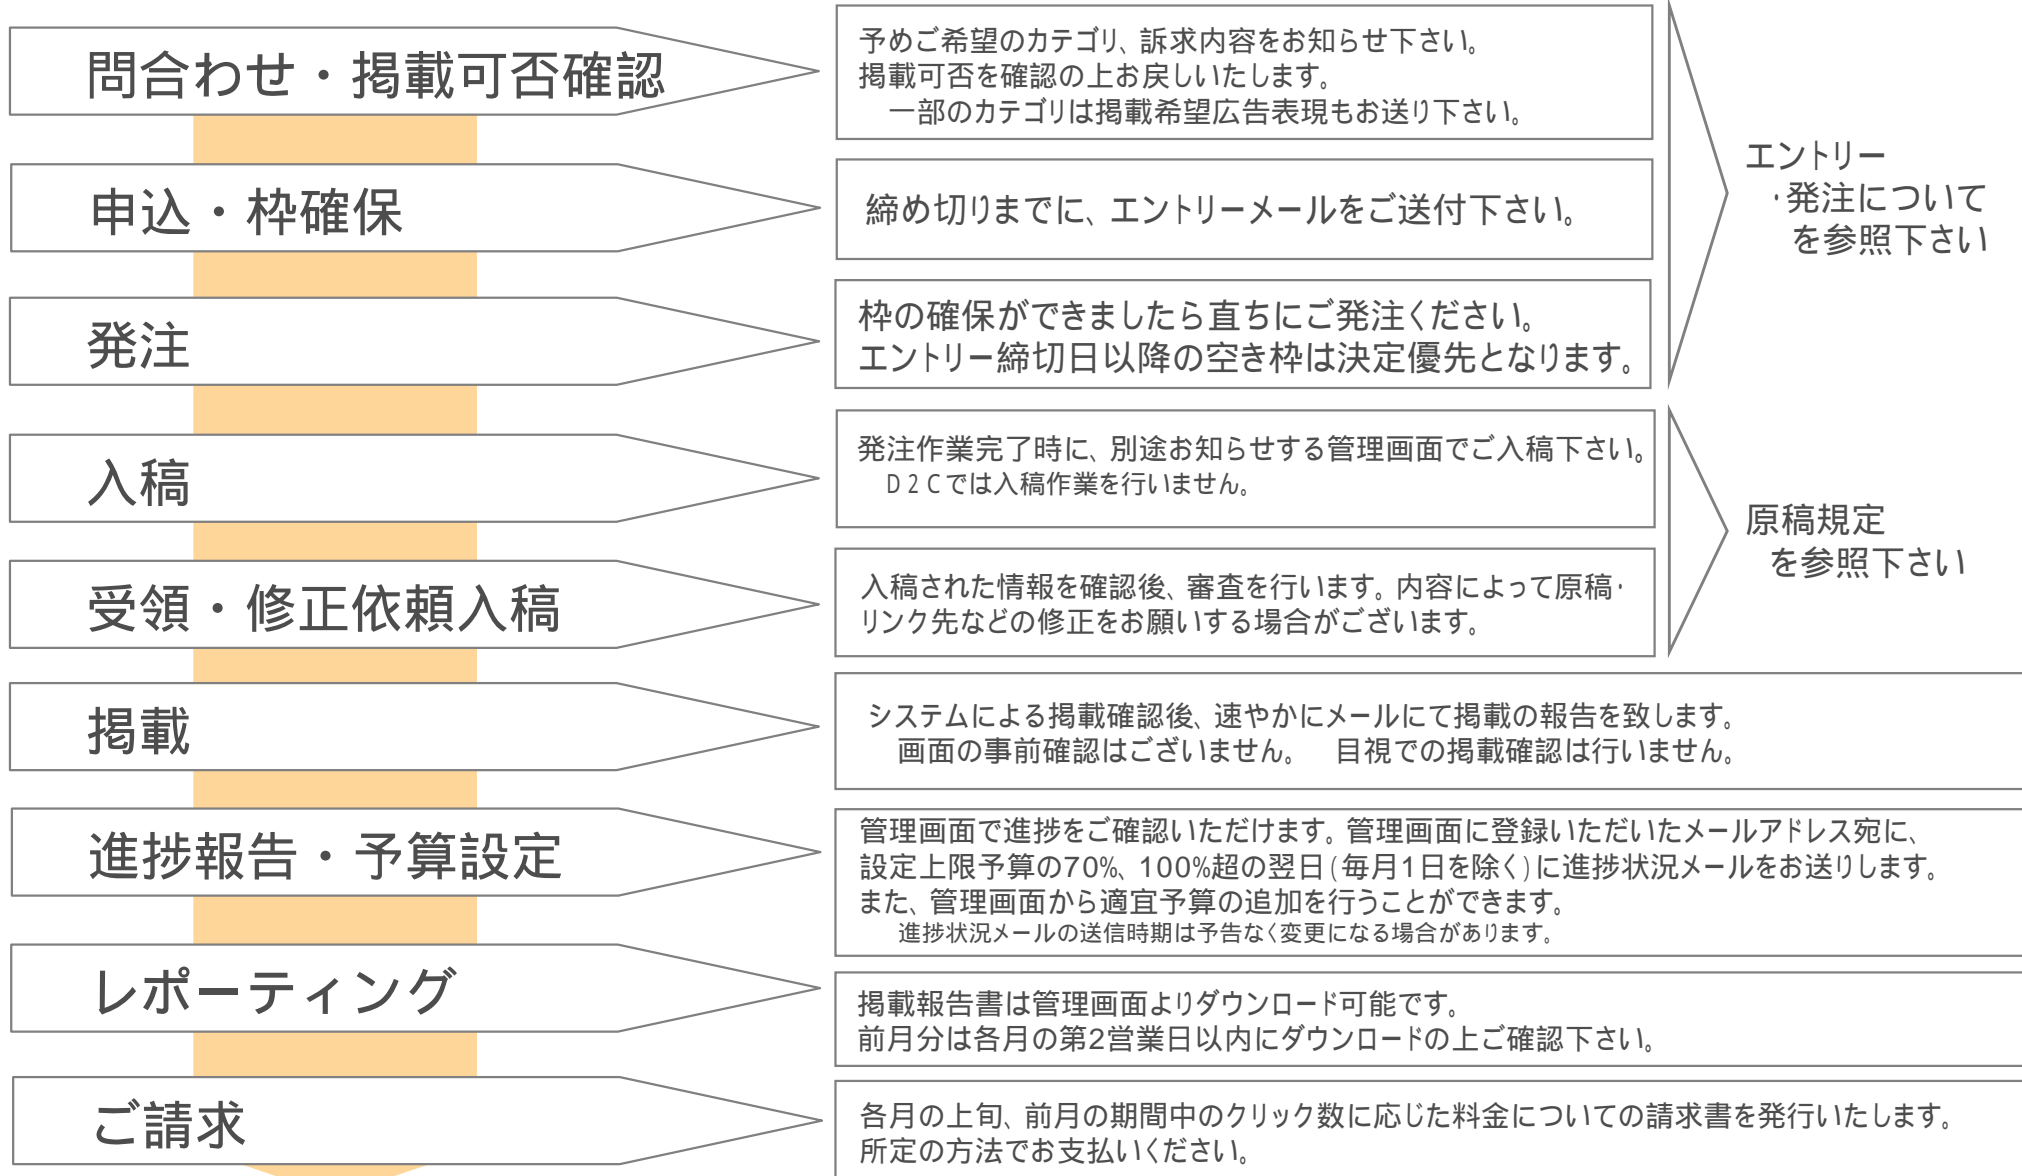 問合わせ・掲載可否確認
予めご希望のカテゴリ、訴求内容をお知らせ下さい。
掲載可否を確認の上お戻しいたします。
一部のカテゴリは掲載希望広告表現もお送り下さい。
申込・枠確保
締め切りまでに、エントリーメールをご送付下さい。
発注
枠の確保ができましたら直ちにご発注ください。
エントリー締切日以降の空き枠は決定優先となります。
エントリー
・発注について
を参照下さい
入稿
発注作業完了時に、別途お知らせする管理画面でご入稿下さい。
D2Cでは入稿作業を行いません。
受領・修正依頼入稿
入稿された情報を確認後、審査を行います。内容によって原稿・
リンク先などの修正をお願いする場合がございます。
原稿規定
を参照下さい
掲載
システムによる掲載確認後、速やかにメールにて掲載の報告を致します。
画面の事前確認はございません。　目視での掲載確認は行いません。
進捗報告・予算設定
管理画面で進捗をご確認いただけます。管理画面に登録いただいたメールアドレス宛に、
設定上限予算の70%、100%超の翌日(毎月1日を除く)に進捗状況メールをお送りします。
また、管理画面から適宜予算の追加を行うことができます。
進捗状況メールの送信時期は予告なく変更になる場合があります。
レポーティング
掲載報告書は管理画面よりダウンロード可能です。
前月分は各月の第2営業日以内にダウンロードの上ご確認下さい。
ご請求
各月の上旬、前月の期間中のクリック数に応じた料金についての請求書を発行いたします。
所定の方法でお支払いください。